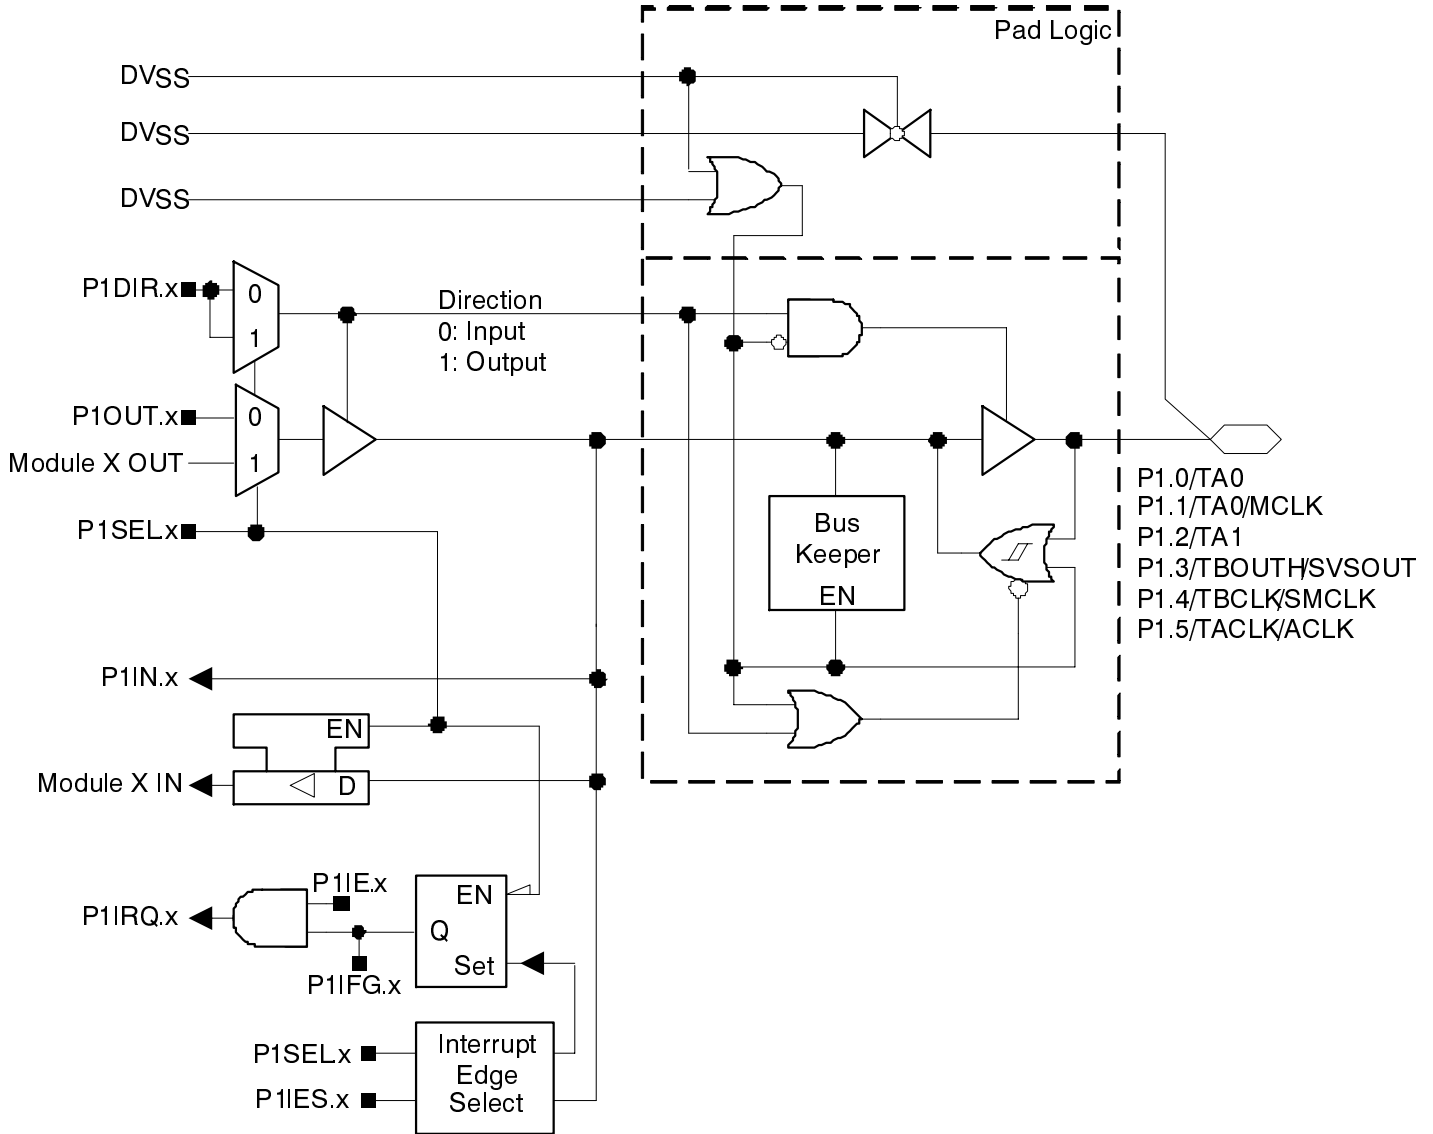 Pad Logic
DVSS
DVSS
DVSS
P1DIR.x
0
1
Direction
0: Input
1: Output
P1OUT.x
0
Module X OUT
1
P1SEL.x
Bus
Keeper
EN
P1.0/TA0
P1.1/TA0/MCLK
P1.2/TA1
P1.3/TBOUTH/SVSOUT
P1.4/TBCLK/SMCLK
P1.5/TACLK/ACLK
P1IN.x
EN
Module X IN
D
P1IE.x
P1IRQ.x
EN
Q
Set
P1IFG.x
P1SEL.x
P1IES.x
Interrupt
Edge
Select